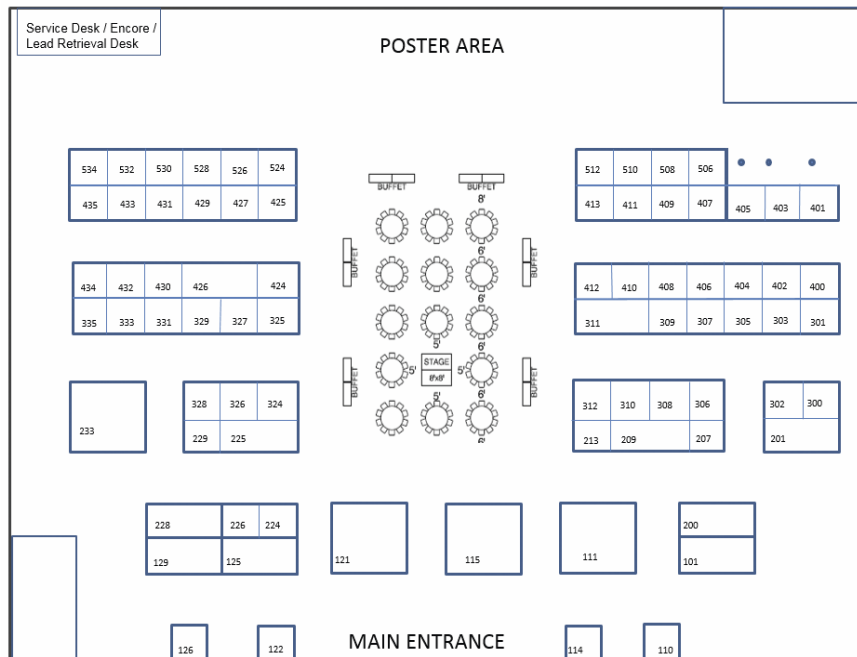 Service Desk / Encore /
Lead Retrieval Desk
POSTER AREA
534 532 530 528 526 524
435 433 431 429 427 425
BUFFET BUFFET
8'
512 510 508 506
413 411 409 407 405 403 401
BUFFET
6'
BUFFET
434 432 430 426 424
335 333 331 329 327 325
6'
5'
6'
412 410 408 406 404 402 400
311 309 307 305 303 301
BUFFET
5'
STAGE
8'x8'
5'
5'
6'
6'
BUFFET
233
328 326 324
229 225
312 310 308 306
213 209 207
302 300
201
228 226 224
129 125
121
115
111
200
101
126
122
MAIN ENTRANCE
114
110